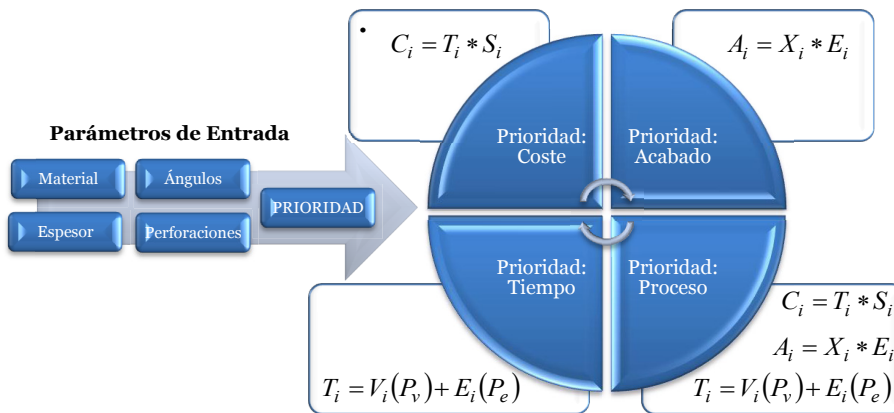 •
C_i = T_i * S_i
A_i = X_i * E_i
Parámetros de Entrada
Material
Ángulos
Espesor
Perforaciones
PRIORIDAD
Prioridad:
Coste
Prioridad:
Acabado
Prioridad:
Tiempo
Prioridad:
Proceso
T_i = V_i(P_v) + E_i(P_e)
C_i = T_i * S_i
A_i = X_i * E_i
T_i = V_i(P_v) + E_i(P_e)